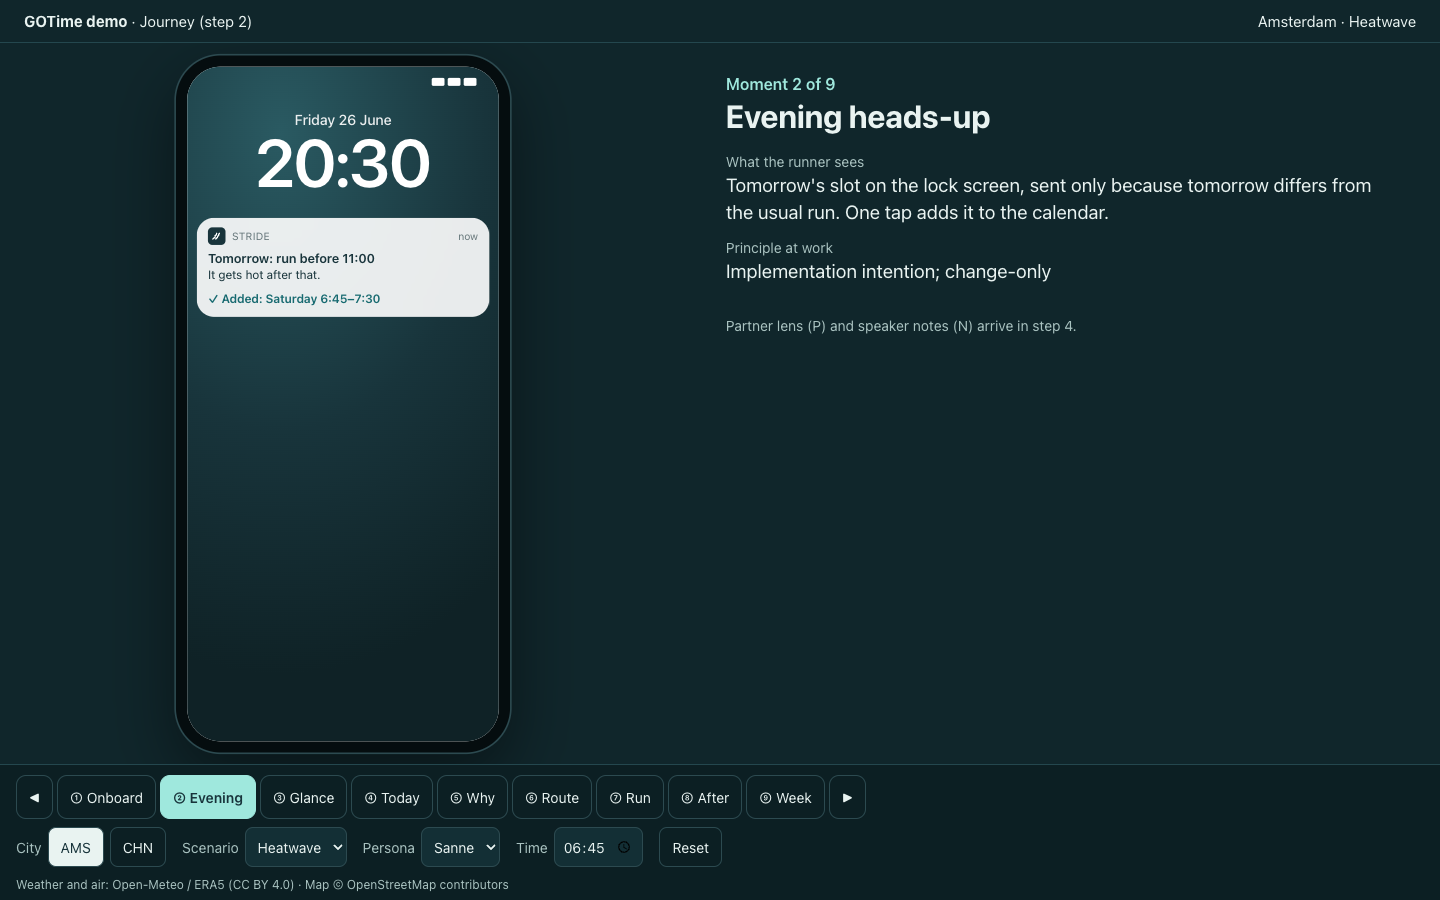 GOTime demo · Journey (step 2)
Amsterdam · Heatwave
Friday 26 June
20:30
STRIDE
now
Tomorrow: run before 11:00
It gets hot after that.
✓ Added: Saturday 6:45–7:30
Moment 2 of 9
Evening heads-up
What the runner sees
Tomorrow's slot on the lock screen, sent only because tomorrow differs from
the usual run. One tap adds it to the calendar.
Principle at work
Implementation intention; change-only
Partner lens (P) and speaker notes (N) arrive in step 4.
◀ ① Onboard ② Evening ③ Glance ④ Today ⑤ Why ⑥ Route ⑦ Run ⑧ After ⑨ Week ▶
City AMS CHN Scenario Heatwave Persona Sanne Time 06:45 Reset
Weather and air: Open-Meteo / ERA5 (CC BY 4.0) · Map © OpenStreetMap contributors